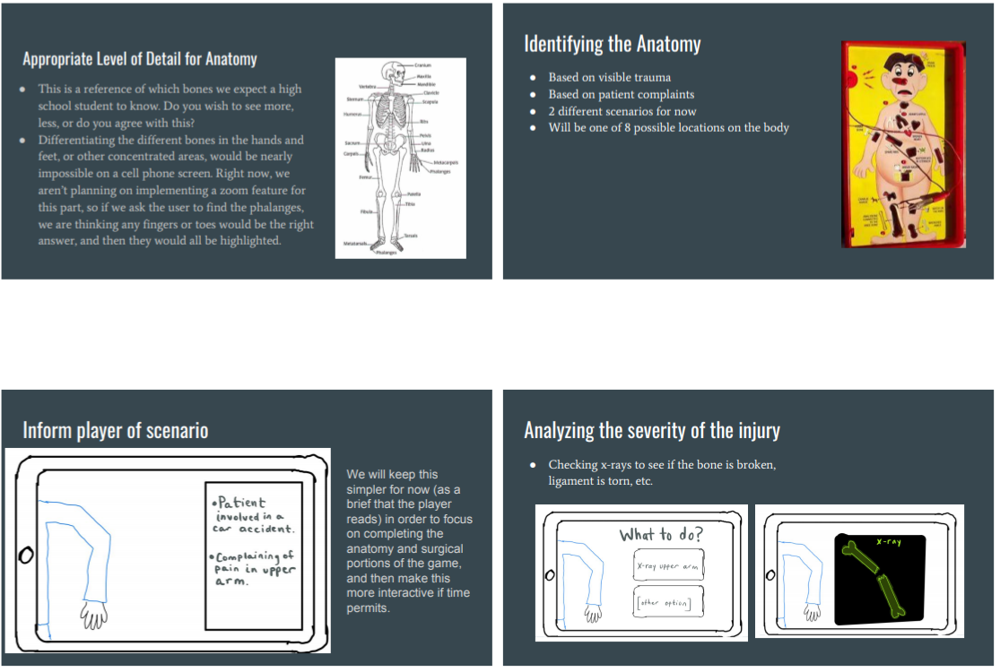 Appropriate Level of Detail for Anatomy
● This is a reference of which bones we expect a high
school student to know. Do you wish to see more,
less, or do you agree with this?
● Differentiating the different bones in the hands and
feet, or other concentrated areas, would be nearly
impossible on a cell phone screen. Right now, we
aren't planning on implementing a zoom feature for
this part, so if we ask the user to find the phalanges,
we are thinking any fingers or toes would be the right
answer, and then they would all be highlighted.
Cranium
Maxilla
Mandible
Vertebra
Clavicle
Sternum
Scapula
Humerus
Ribs
Pelvis
Sacrum
Ulna
Radius
Carpals
Metacarpals
Phalanges
Femur
Patella
Tibia
Fibula
Tarsals
Metatarsals
Phalanges
Identifying the Anatomy
● Based on visible trauma
● Based on patient complaints
● 2 different scenarios for now
● Will be one of 8 possible locations on the body
Inform player of scenario
•Patient
involved in a
car accident.
•Complaining of
pain in upper
arm.
We will keep this
simpler for now (as a
brief that the player
reads) in order to focus
on completing the
anatomy and surgical
portions of the game,
and then make this
more interactive if time
permits.
Analyzing the severity of the injury
● Checking x-rays to see if the bone is broken,
ligament is torn, etc.
What to do?
X-ray upper arm
[other option]
X-ray